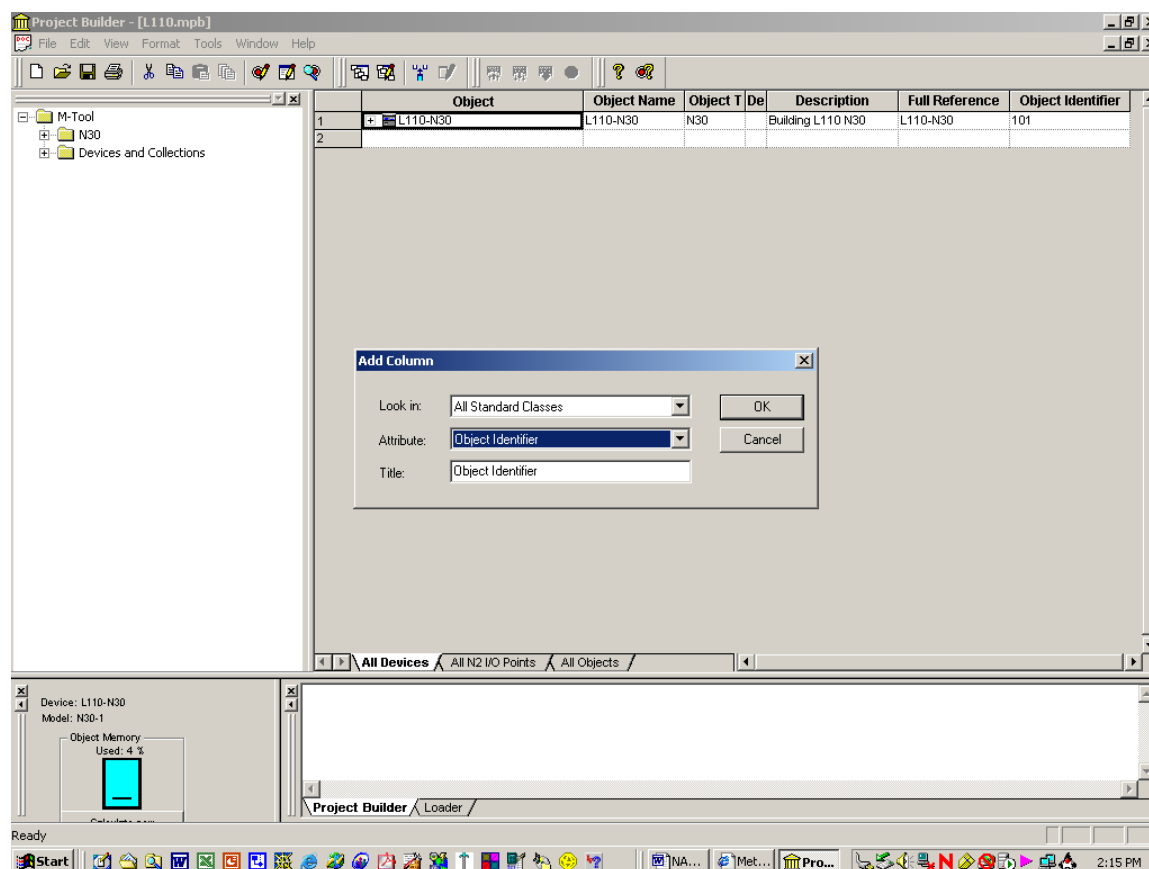 Project Builder - [L110.mpb]
File Edit View Format Tools Window Help
M-Tool
N30
Devices and Collections
Object Object Name Object T De Description Full Reference Object Identifier
1 L110-N30 L110-N30 N30 Building L110 N30 L110-N30 101
2
Add Column
Look in: All Standard Classes OK
Attribute: Object Identifier Cancel
Title: Object Identifier
All Devices All N2 I/O Points All Objects
Device: L110-N30
Model: N30-1
Object Memory
Used: 4 %
Project Builder Loader
Ready
Start NA... Met... Pro... 2:15 PM